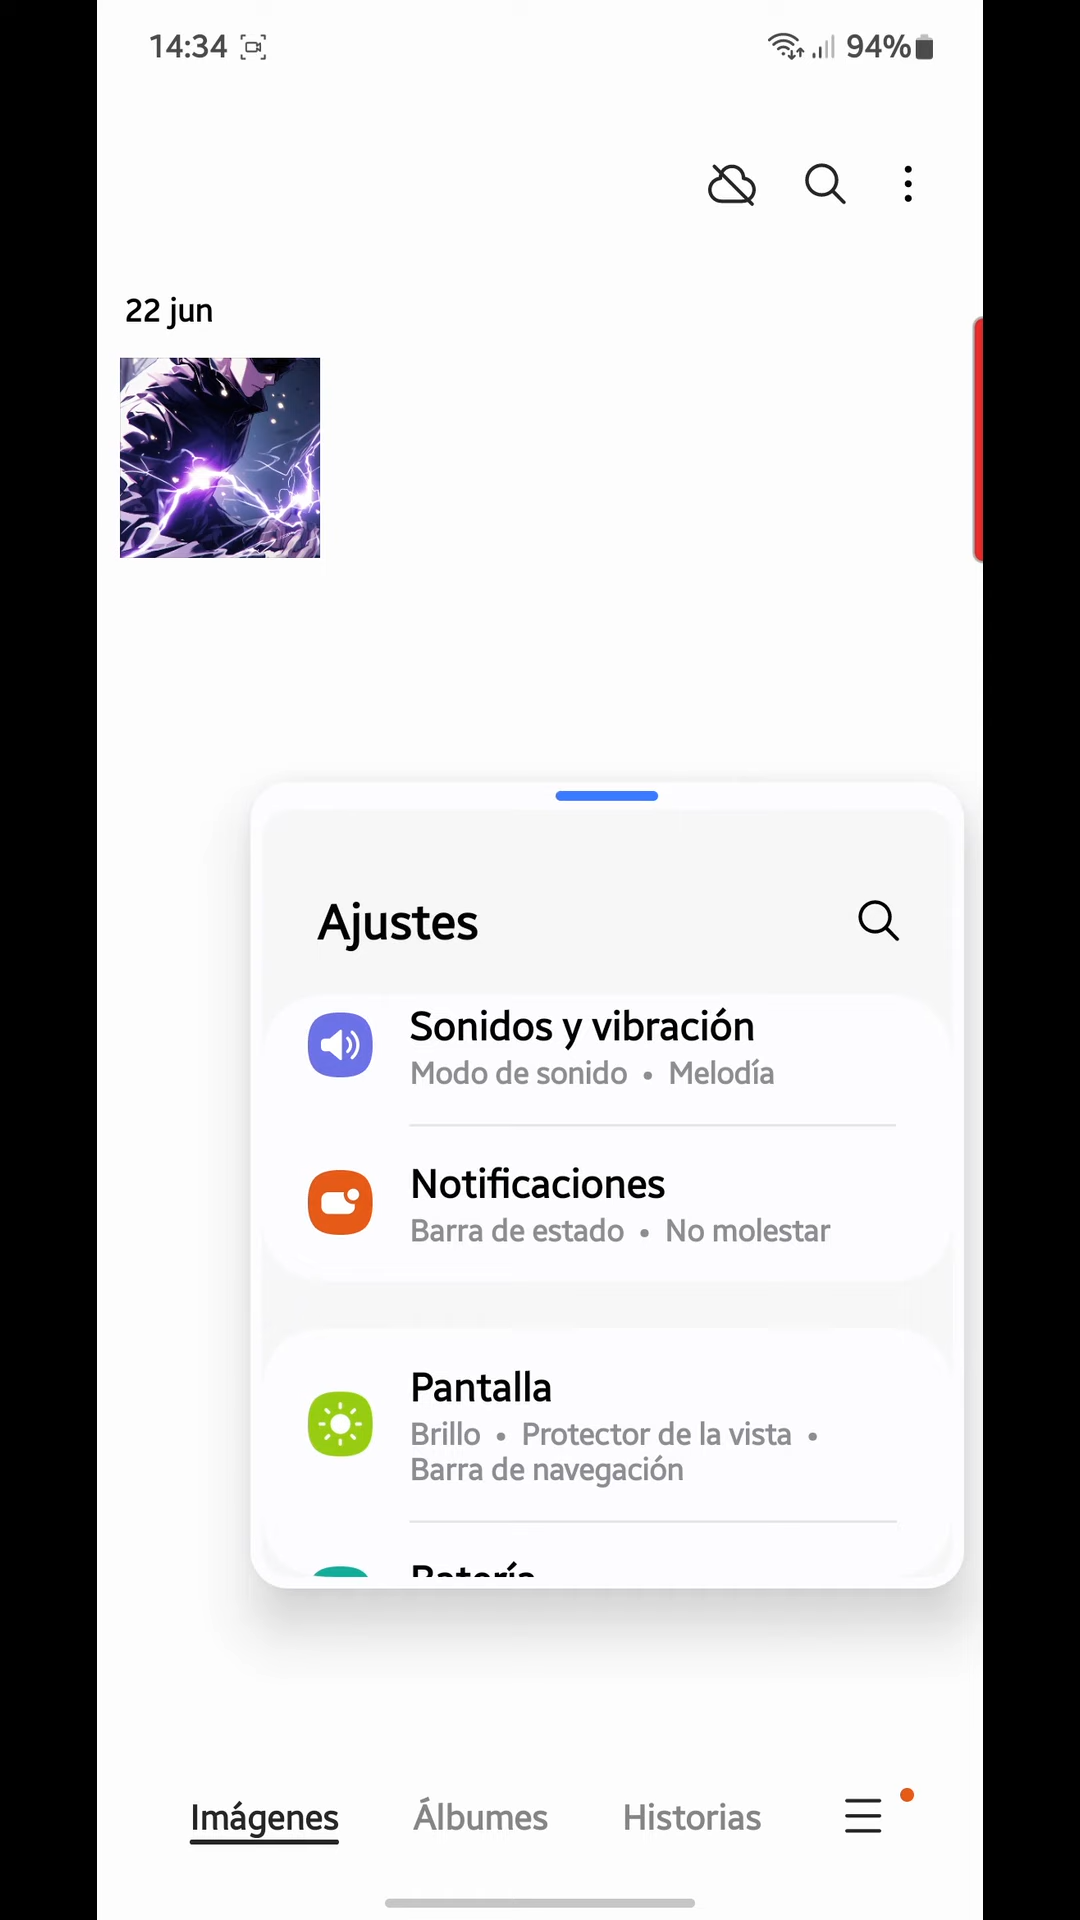 14:34
94%
22 jun
Ajustes
Sonidos y vibración
Modo de sonido • Melodía
Notificaciones
Barra de estado • No molestar
Pantalla
Brillo • Protector de la vista •
Barra de navegación
Batería
Imágenes
Álbumes
Historias